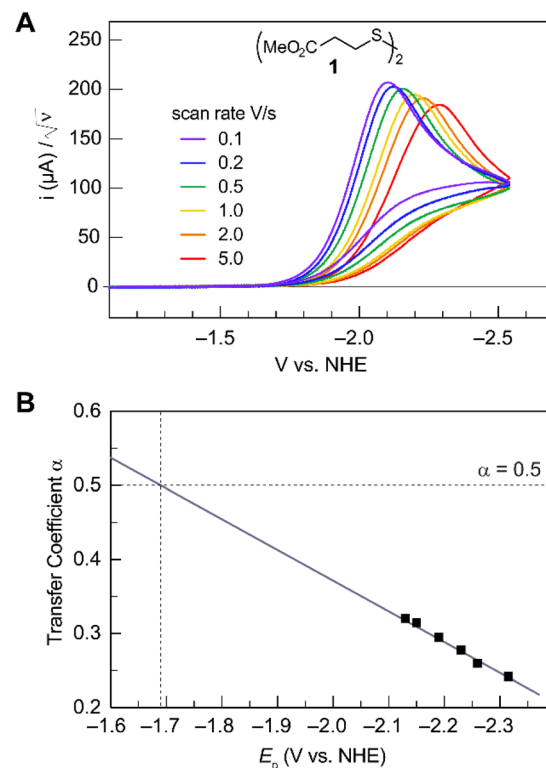 A
(MeO₂C S)₂
1
250
200
150
100
50
0
i (μA) / √ν
scan rate V/s
0.1
0.2
0.5
1.0
2.0
5.0
–1.5 –2.0 –2.5
V vs. NHE
B
0.6
0.5
0.4
0.3
0.2
Transfer Coefficient α
α = 0.5
–1.6 –1.7 –1.8 –1.9 –2.0 –2.1 –2.2 –2.3
Eₚ (V vs. NHE)